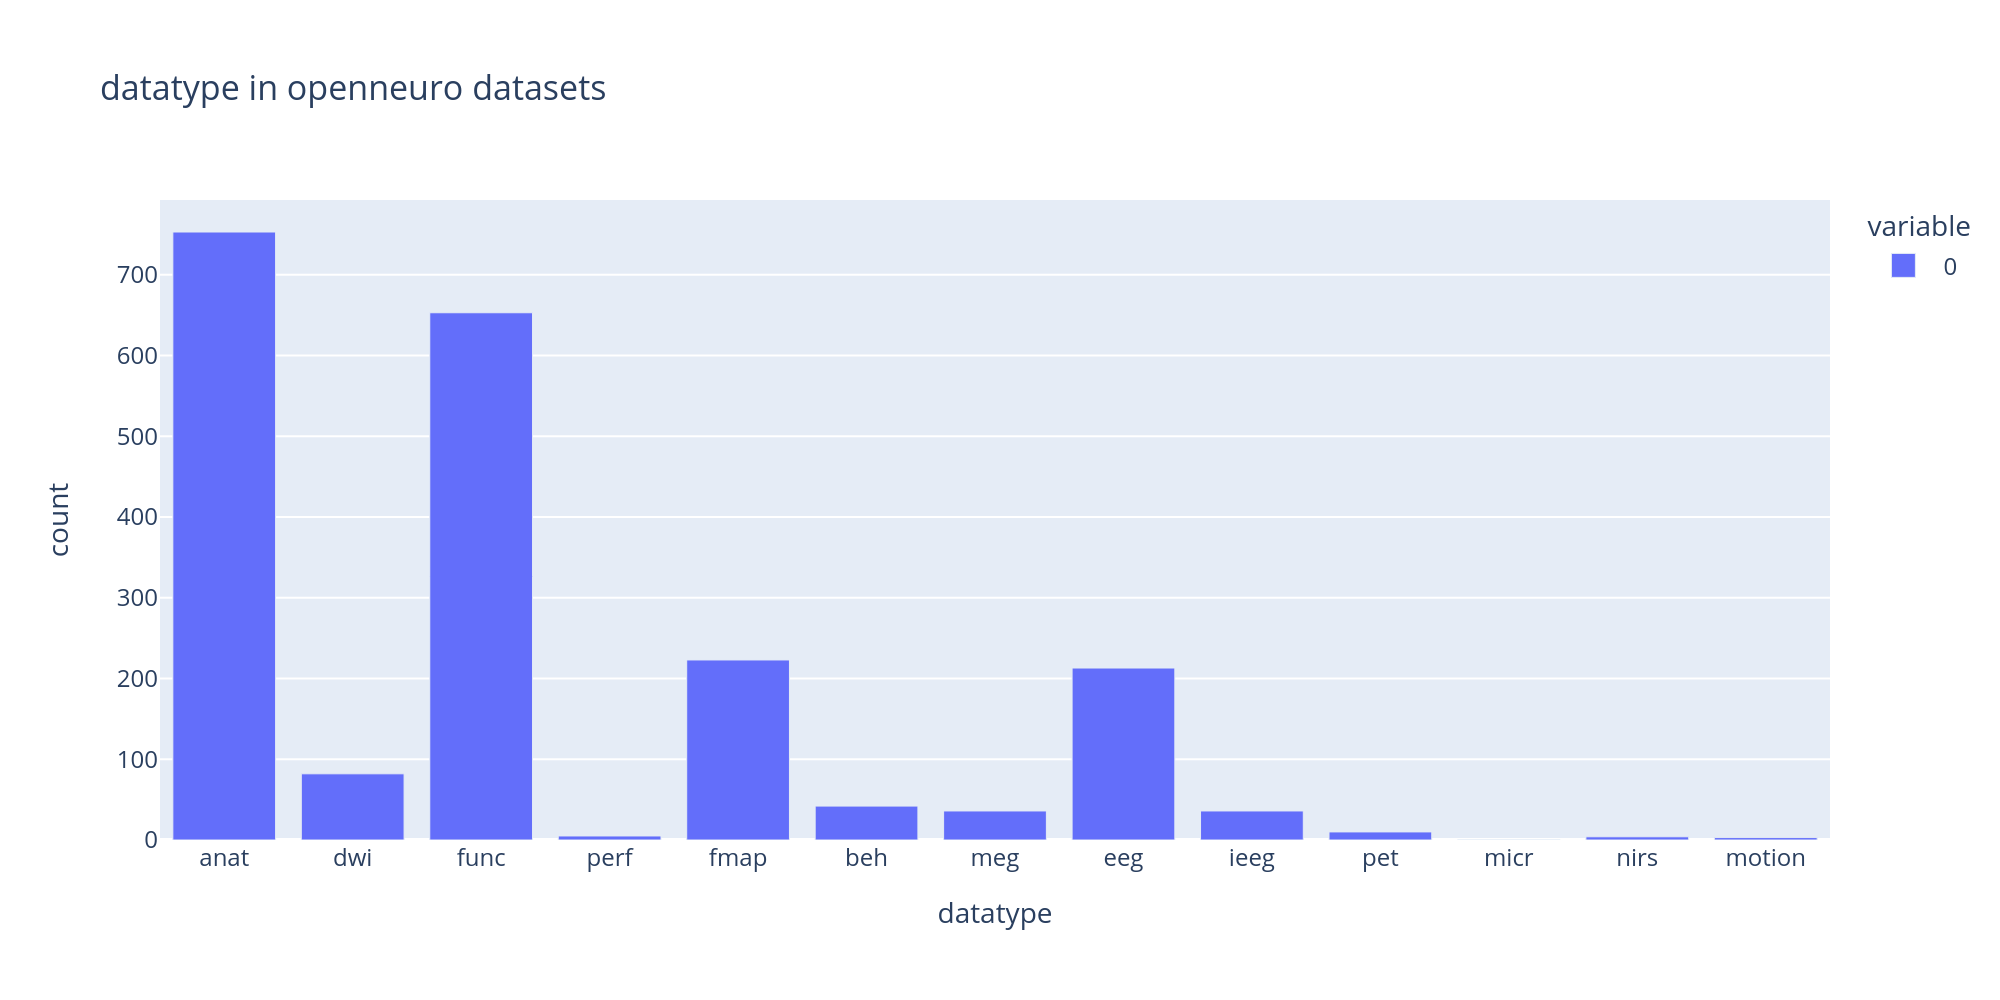 datatype in openneuro datasets
variable
0
count
700
600
500
400
300
200
100
0
anat dwi func perf fmap beh meg eeg ieeg pet micr nirs motion
datatype